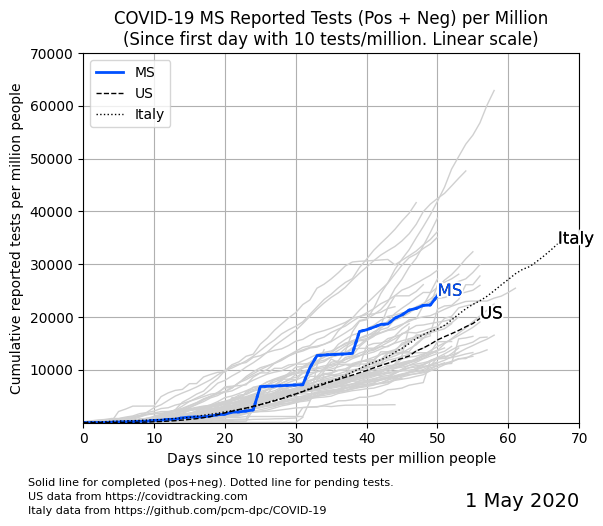 COVID-19 MS Reported Tests (Pos + Neg) per Million
(Since first day with 10 tests/million. Linear scale)
Cumulative reported tests per million people
70000
60000
50000
40000
30000
20000
10000
MS
US
Italy
Italy
MS
US
0 10 20 30 40 50 60 70
Days since 10 reported tests per million people
Solid line for completed (pos+neg). Dotted line for pending tests.
US data from https://covidtracking.com
Italy data from https://github.com/pcm-dpc/COVID-19
1 May 2020